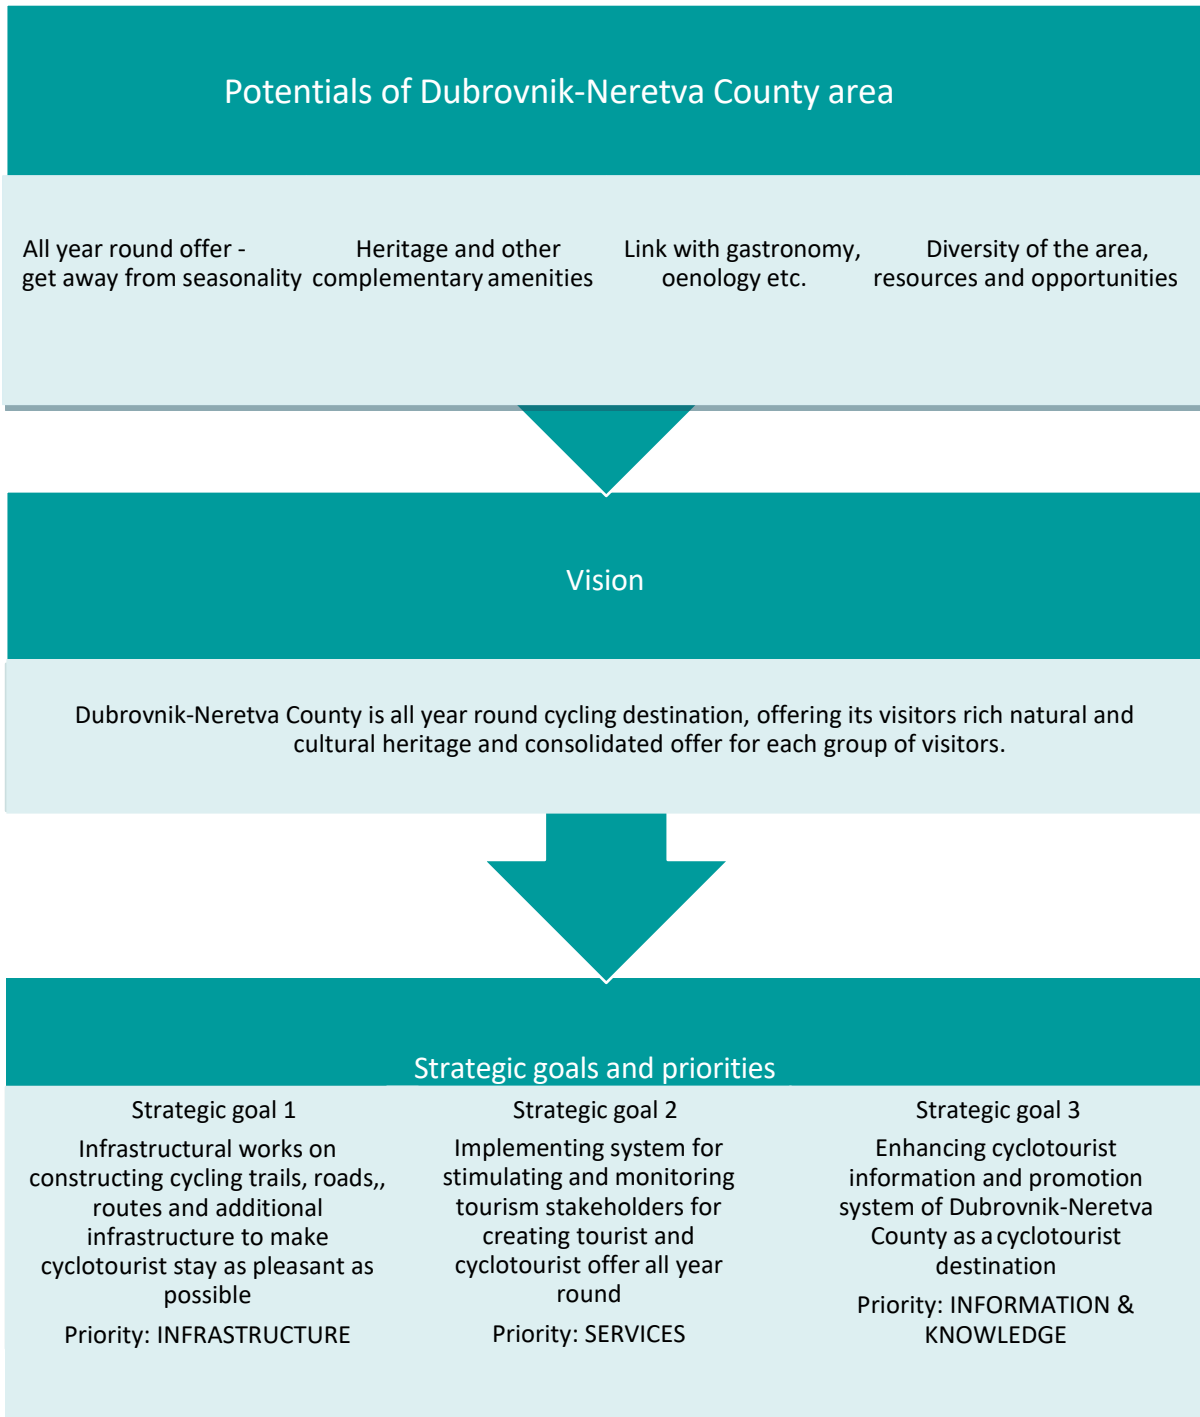 Potentials of Dubrovnik-Neretva County area
All year round offer -
get away from seasonality
Heritage and other
complementary amenities
Link with gastronomy,
oenology etc.
Diversity of the area,
resources and opportunities
Vision
Dubrovnik-Neretva County is all year round cycling destination, offering its visitors rich natural and
cultural heritage and consolidated offer for each group of visitors.
Strategic goals and priorities
Strategic goal 1
Infrastructural works on
constructing cycling trails, roads,,
routes and additional
infrastructure to make
cyclotourist stay as pleasant as
possible
Priority: INFRASTRUCTURE
Strategic goal 2
Implementing system for
stimulating and monitoring
tourism stakeholders for
creating tourist and
cyclotourist offer all year
round
Priority: SERVICES
Strategic goal 3
Enhancing cyclotourist
information and promotion
system of Dubrovnik-Neretva
County as a cyclotourist
destination
Priority: INFORMATION &
KNOWLEDGE